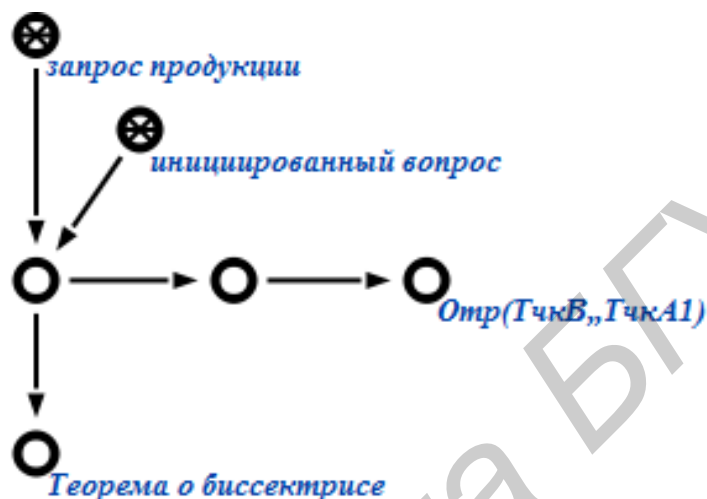 запрос продукции
инициированный вопрос
Отр(ТчкВ,,ТчкА1)
Теорема о биссектрисе